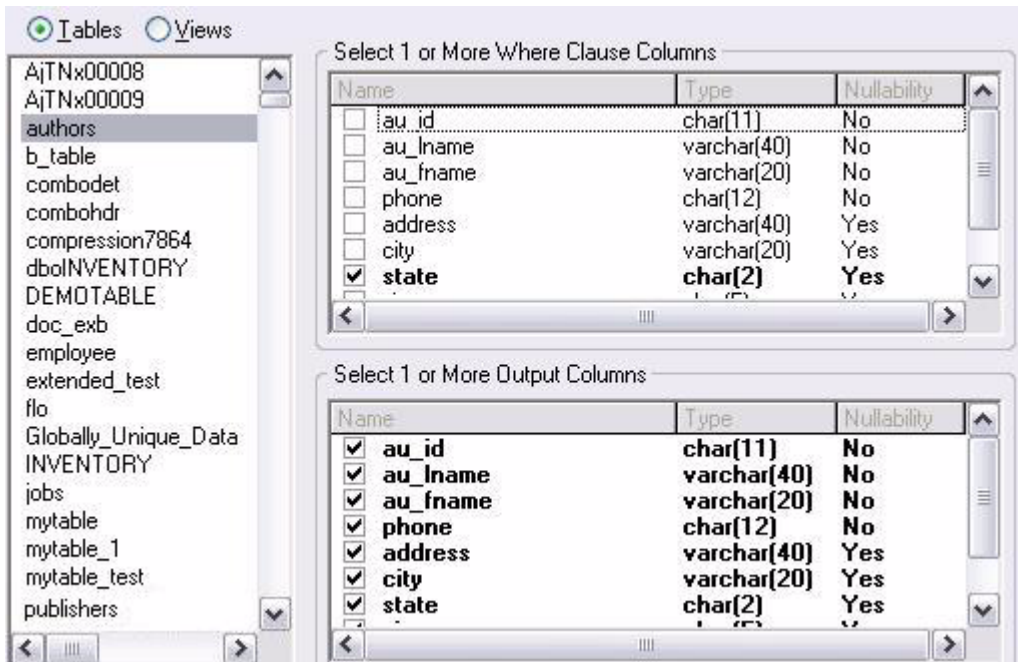 Tables Views
AjTNx00008
AjTNx00009
authors
b_table
combodet
combohdr
compression7864
dboINVENTORY
DEMOTABLE
doc_exb
employee
extended_test
flo
Globally_Unique_Data
INVENTORY
jobs
mytable
mytable_1
mytable_test
publishers
Select 1 or More Where Clause Columns
Name Type Nullability
au_id char(11) No
au_lname varchar(40) No
au_fname varchar(20) No
phone char(12) No
address varchar(40) Yes
city varchar(20) Yes
state char(2) Yes
Select 1 or More Output Columns
Name Type Nullability
au_id char(11) No
au_lname varchar(40) No
au_fname varchar(20) No
phone char(12) No
address varchar(40) Yes
city varchar(20) Yes
state char(2) Yes